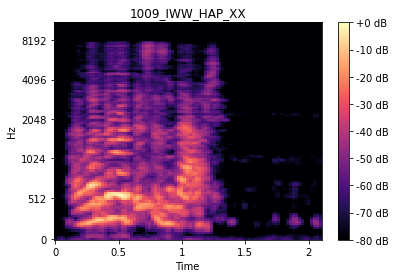 1009_IWW_HAP_XX
+0 dB
8192
-10 dB
4096
-20 dB
-30 dB
2048
Hz
-40 dB
1024
-50 dB
512
-60 dB
-70 dB
0
-80 dB
0 0.5 1 1.5 2
Time